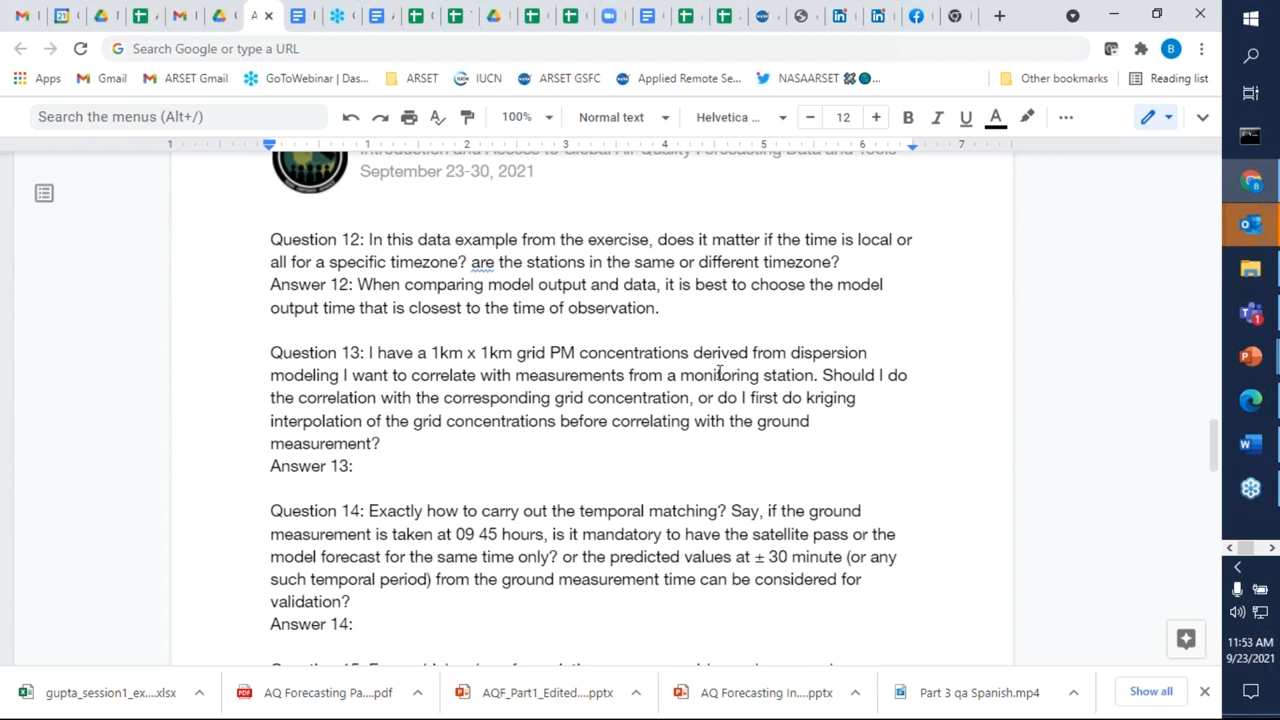 A
Search Google or type a URL
B
Apps
Gmail
ARSET Gmail
GoToWebinar | Das...
ARSET
IUCN
ARSET GSFC
Applied Remote Se...
NASAARSET
Other bookmarks
Reading list
Search the menus (Alt+/)
100%
Normal text
Helvetica ...
12
B I U A
1 1 2 3 4 5 6 7
September 23-30, 2021
Question 12: In this data example from the exercise, does it matter if the time is local or
all for a specific timezone? are the stations in the same or different timezone?
Answer 12: When comparing model output and data, it is best to choose the model
output time that is closest to the time of observation.
Question 13: I have a 1km x 1km grid PM concentrations derived from dispersion
modeling I want to correlate with measurements from a monitoring station. Should I do
the correlation with the corresponding grid concentration, or do I first do kriging
interpolation of the grid concentrations before correlating with the ground
measurement?
Answer 13:
Question 14: Exactly how to carry out the temporal matching? Say, if the ground
measurement is taken at 09 45 hours, is it mandatory to have the satellite pass or the
model forecast for the same time only? or the predicted values at ± 30 minute (or any
such temporal period) from the ground measurement time can be considered for
validation?
Answer 14:
gupta_session1_ex....xlsx
AQ Forecasting Pa....pdf
AQF_Part1_Edited....pptx
AQ Forecasting In....pptx
Part 3 qa Spanish.mp4
Show all
11:53 AM
9/23/2021